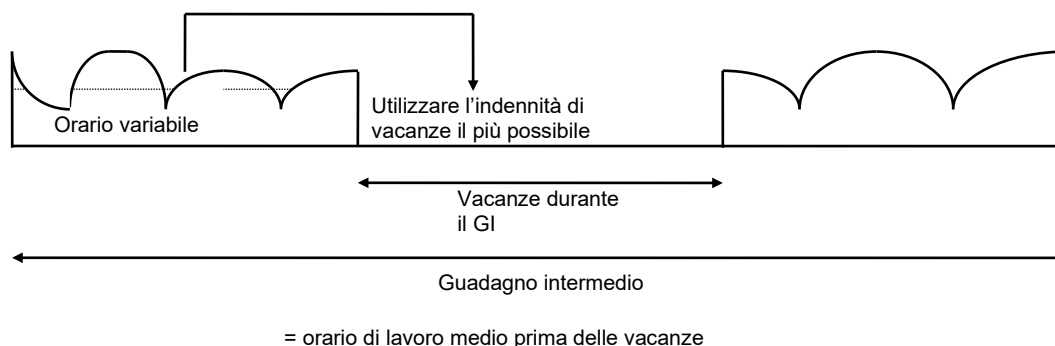 Orario variabile
Utilizzare l'indennità di
vacanze il più possibile
Vacanze durante
il GI
Guadagno intermedio
= orario di lavoro medio prima delle vacanze